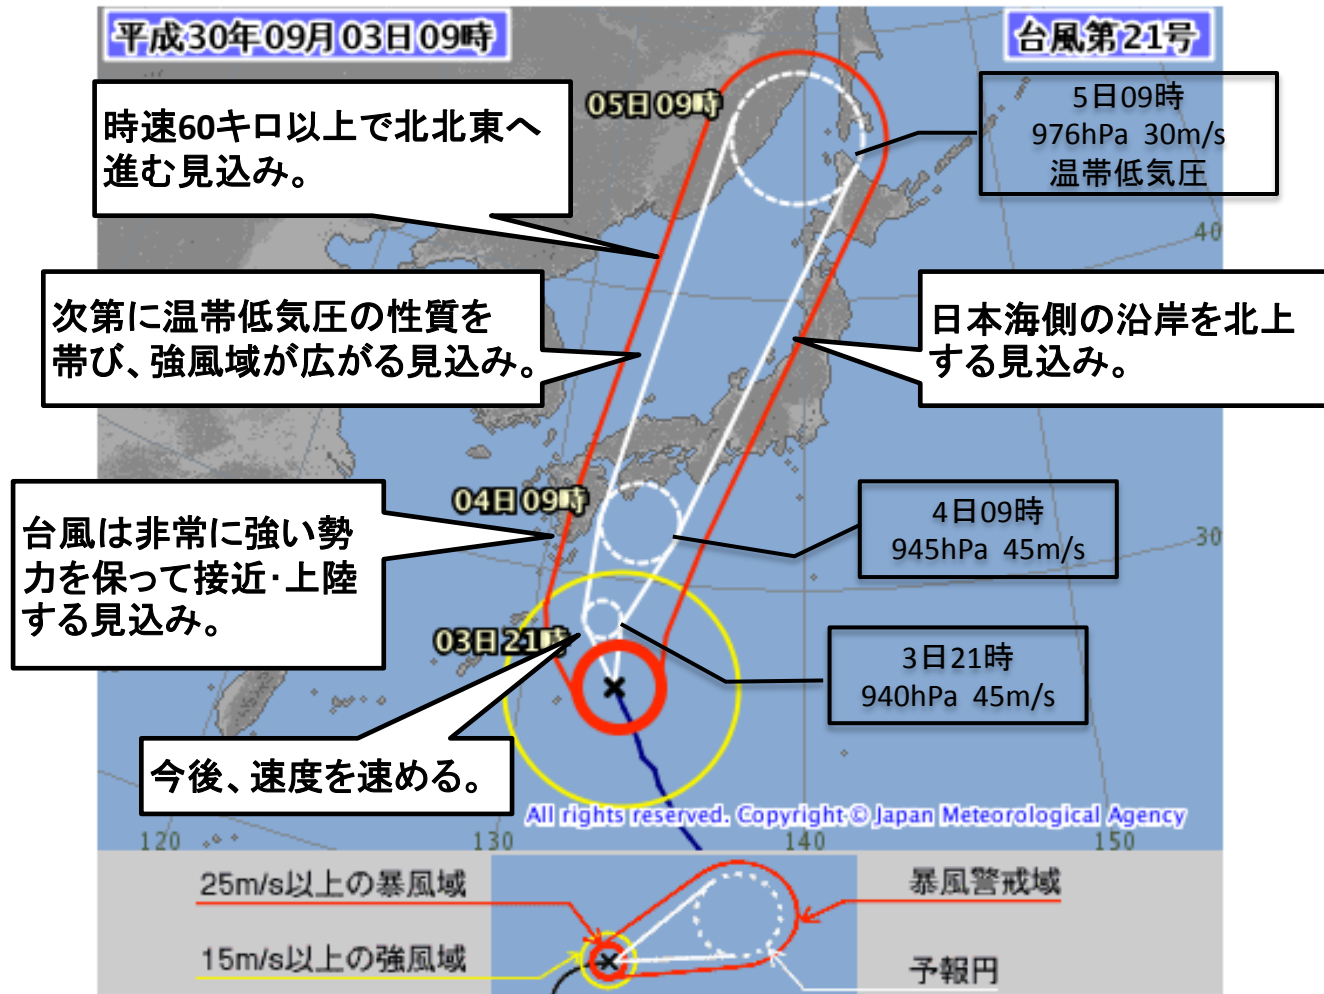 平成30年09月03日09時
台風第21号
05日09時
5日09時
976hPa 30m/s
温帯低気圧
時速60キロ以上で北北東へ
進む見込み。
40
次第に温帯低気圧の性質を
帯び、強風域が広がる見込み。
日本海側の沿岸を北上
する見込み。
04日09時
4日09時
945hPa 45m/s
30
台風は非常に強い勢
力を保って接近・上陸
する見込み。
03日21時
3日21時
940hPa 45m/s
今後、速度を速める。
All rights reserved. Copyright © Japan Meteorological Agency
120
130
140
150
25m/s以上の暴風域
暴風警戒域
15m/s以上の強風域
予報円